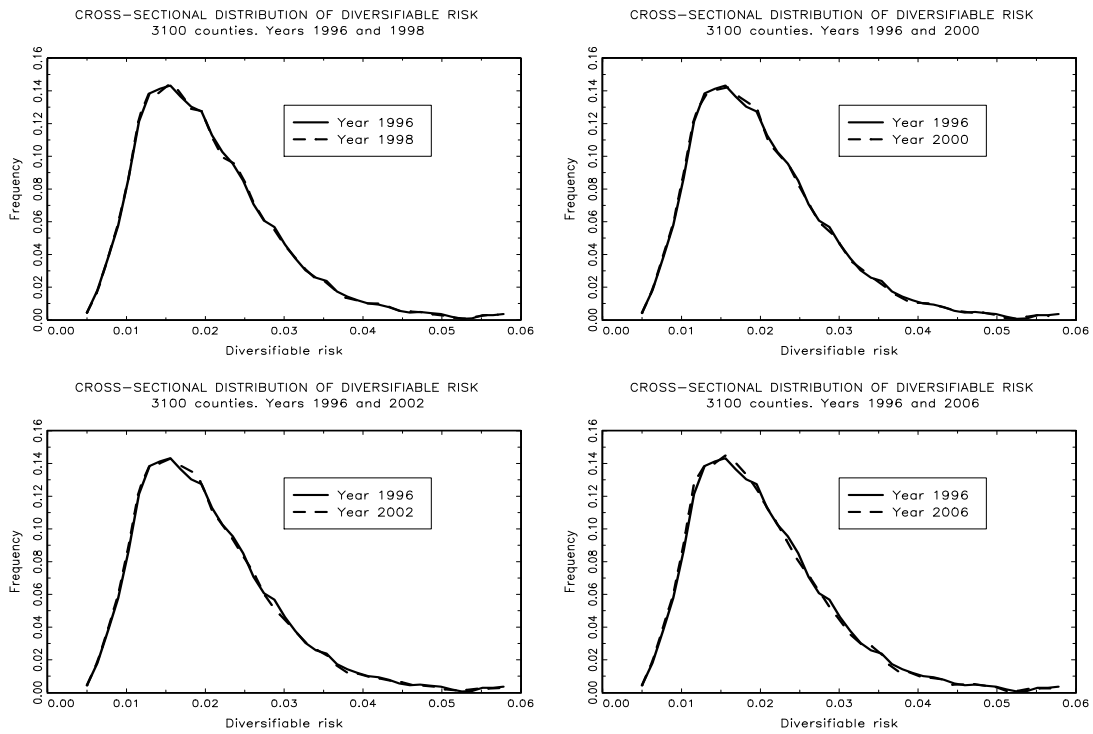 CROSS-SECTIONAL DISTRIBUTION OF DIVERSIFIABLE RISK
3100 counties. Years 1996 and 1998
Frequency
0.00 0.02 0.04 0.06 0.08 0.10 0.12 0.14 0.16
Year 1996
Year 1998
0.00 0.01 0.02 0.03 0.04 0.05 0.06
Diversifiable risk
CROSS-SECTIONAL DISTRIBUTION OF DIVERSIFIABLE RISK
3100 counties. Years 1996 and 2000
Frequency
0.00 0.02 0.04 0.06 0.08 0.10 0.12 0.14 0.16
Year 1996
Year 2000
0.00 0.01 0.02 0.03 0.04 0.05 0.06
Diversifiable risk
CROSS-SECTIONAL DISTRIBUTION OF DIVERSIFIABLE RISK
3100 counties. Years 1996 and 2002
Frequency
0.00 0.02 0.04 0.06 0.08 0.10 0.12 0.14 0.16
Year 1996
Year 2002
0.00 0.01 0.02 0.03 0.04 0.05 0.06
Diversifiable risk
CROSS-SECTIONAL DISTRIBUTION OF DIVERSIFIABLE RISK
3100 counties. Years 1996 and 2006
Frequency
0.00 0.02 0.04 0.06 0.08 0.10 0.12 0.14 0.16
Year 1996
Year 2006
0.00 0.01 0.02 0.03 0.04 0.05 0.06
Diversifiable risk